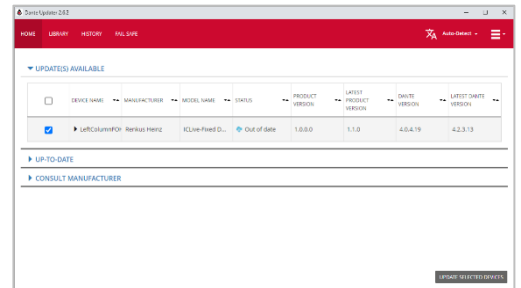 Dante Updater 2.6.2
HOME LIBRARY HISTORY FAIL SAFE Auto-Detect
UPDATE(S) AVAILABLE
DEVICE NAME MANUFACTURER MODEL NAME STATUS PRODUCT VERSION LATEST PRODUCT VERSION DANTE VERSION LATEST DANTE VERSION
LeftColumnFOH Renkus Heinz ICLive-Fixed D... Out of date 1.0.0.0 1.1.0 4.0.4.19 4.2.3.13
UP-TO-DATE
CONSULT MANUFACTURER
UPDATE SELECTED DEVICES